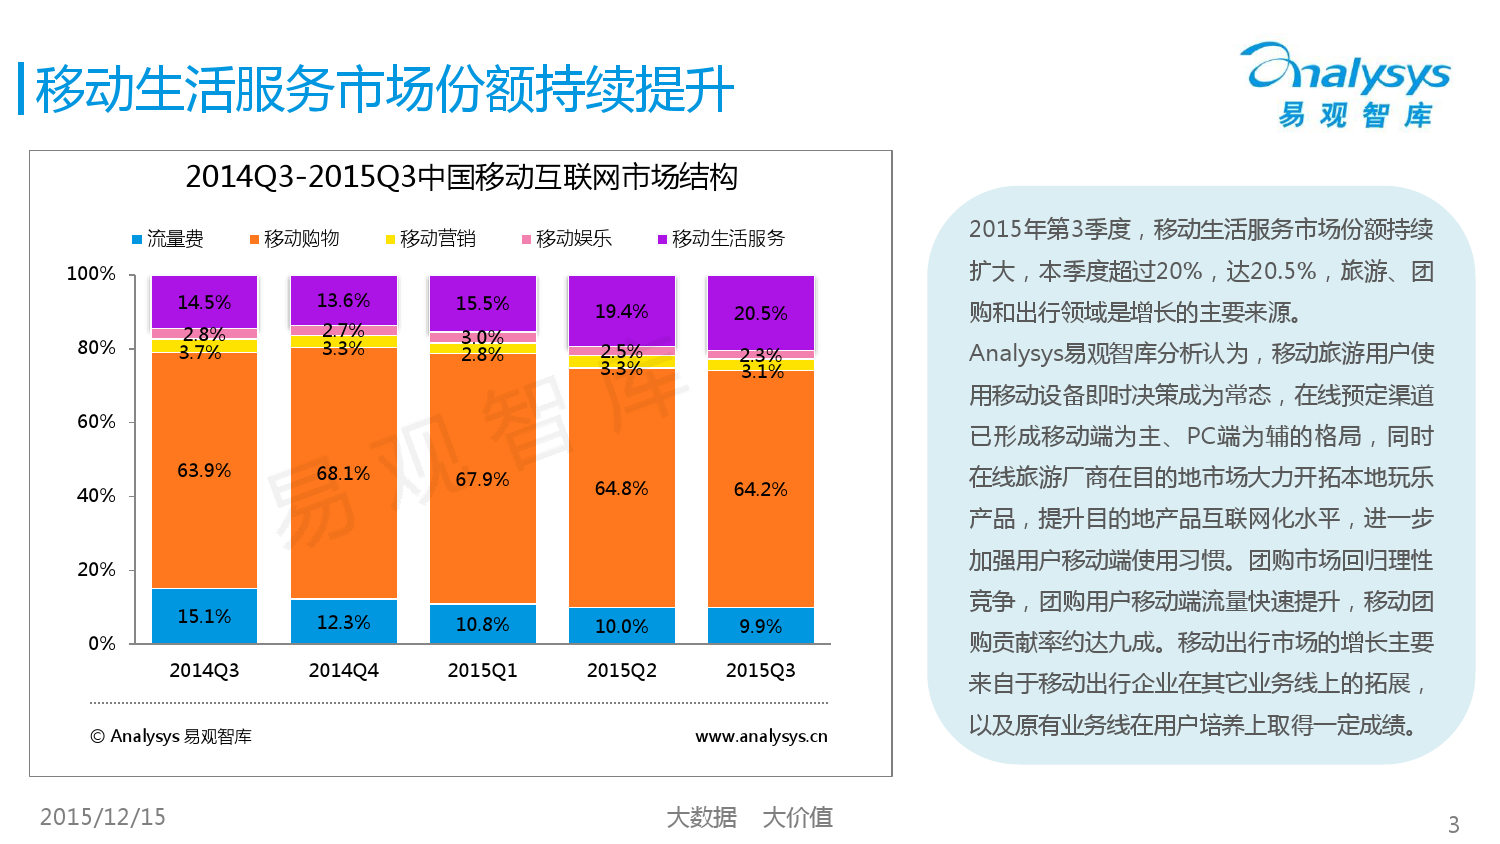 移动生活服务市场份额持续提升
Analysys
易观智库
2014Q3-2015Q3中国移动互联网市场结构
流量费 移动购物 移动营销 移动娱乐 移动生活服务
100%
80%
60%
40%
20%
0%
14.5% 13.6% 15.5% 19.4% 20.5%
2.8% 2.7% 3.0% 2.5% 2.3%
3.7% 3.3% 2.8% 3.3% 3.1%
63.9% 68.1% 67.9% 64.8% 64.2%
15.1% 12.3% 10.8% 10.0% 9.9%
2014Q3 2014Q4 2015Q1 2015Q2 2015Q3
易观智库
© Analysys 易观智库 www.analysys.cn
2015年第3季度，移动生活服务市场份额持续
扩大，本季度超过20%，达20.5%，旅游、团
购和出行领域是增长的主要来源。
Analysys易观智库分析认为，移动旅游用户使
用移动设备即时决策成为常态，在线预定渠道
已形成移动端为主、PC端为辅的格局，同时
在线旅游厂商在目的地市场大力开拓本地玩乐
产品，提升目的地产品互联网化水平，进一步
加强用户移动端使用习惯。团购市场回归理性
竞争，团购用户移动端流量快速提升，移动团
购贡献率约达九成。移动出行市场的增长主要
来自于移动出行企业在其它业务线上的拓展，
以及原有业务线在用户培养上取得一定成绩。
2015/12/15 大数据 大价值 3